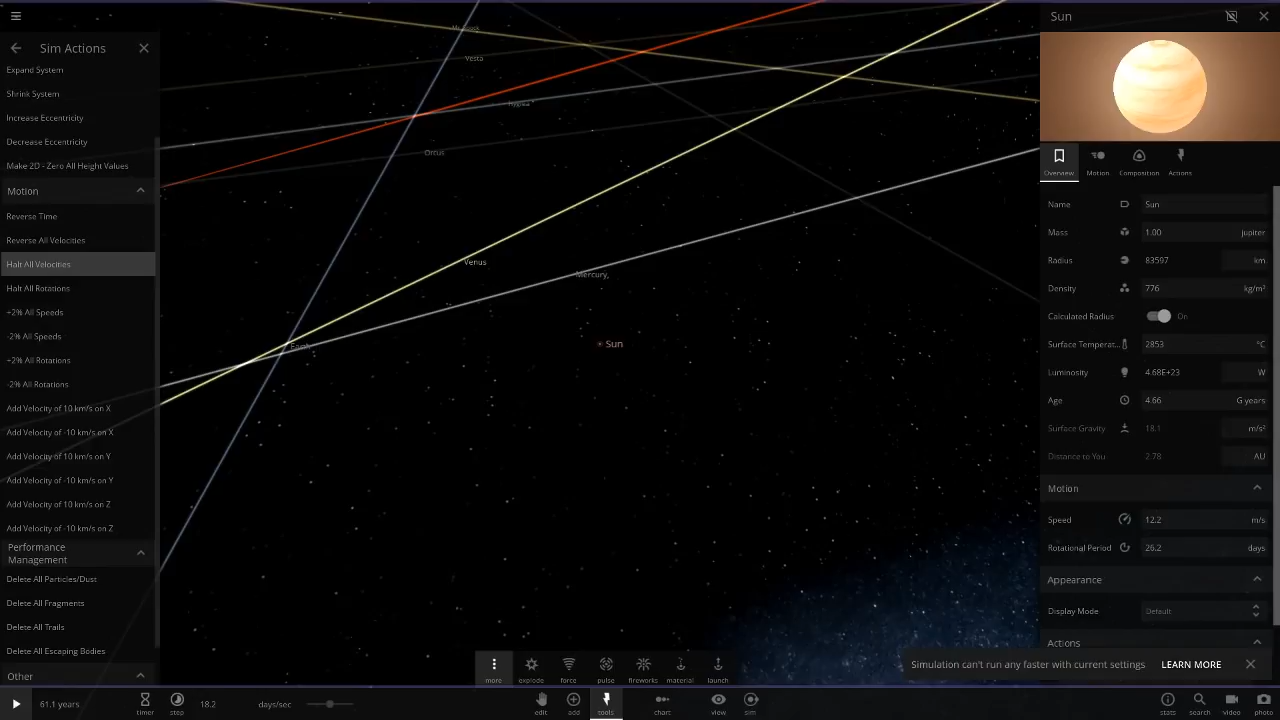 Sim Actions
Expand System
Shrink System
Increase Eccentricity
Decrease Eccentricity
Make 2D - Zero All Height Values
Motion
Reverse Time
Reverse All Velocities
Halt All Velocities
Halt All Rotations
+2% All Speeds
-2% All Speeds
+2% All Rotations
-2% All Rotations
Add Velocity of 10 km/s on X
Add Velocity of -10 km/s on X
Add Velocity of 10 km/s on Y
Add Velocity of -10 km/s on Y
Add Velocity of 10 km/s on Z
Add Velocity of -10 km/s on Z
Performance
Management
Delete All Particles/Dust
Delete All Fragments
Delete All Trails
Delete All Escaping Bodies
Other
Vesta
Hygiea
Orcus
Venus
Mercury
Earth
Sun
Sun
Overview Motion Composition Actions
Name Sun
Mass 1.00 jupiter
Radius 83597 km
Density 776 kg/m³
Calculated Radius On
Surface Temperat... 2853 °C
Luminosity 4.68E+23 W
Age 4.66 G years
Surface Gravity 18.1 m/s²
Distance to You 2.78 AU
Motion
Speed 12.2 m/s
Rotational Period 26.2 days
Appearance
Display Mode Default
Actions
Simulation can't run any faster with current settings LEARN MORE
more explode force pulse fireworks material launch
61.1 years timer step 18.2 days/sec edit add tools chart view sim stats search video photo